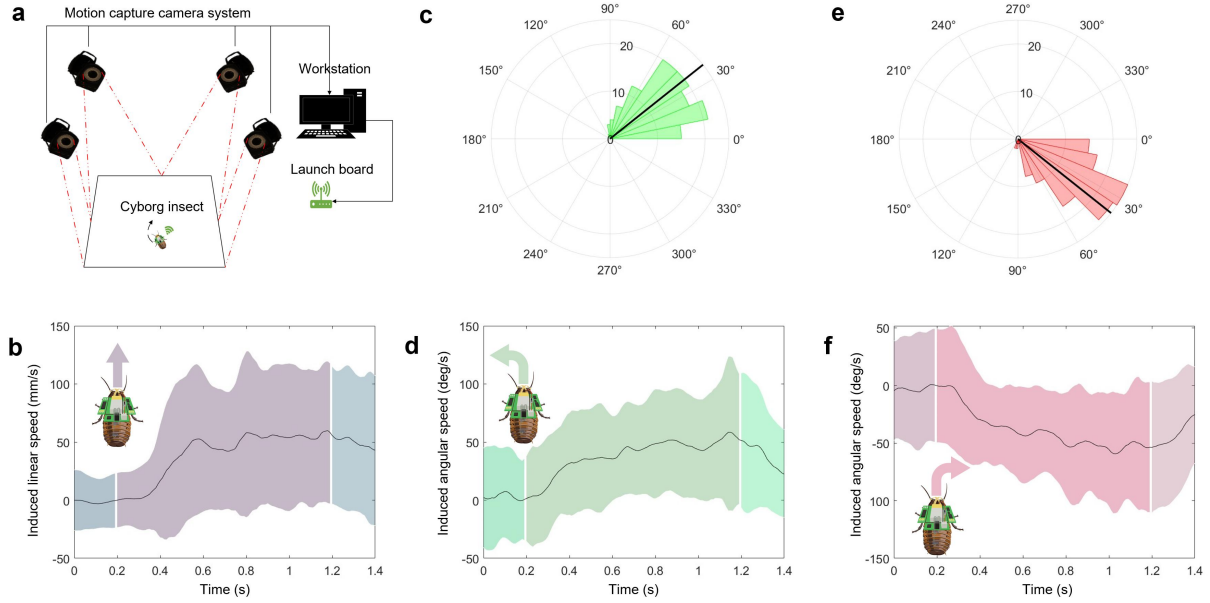 a
Motion capture camera system
Workstation
Launch board
Cyborg insect
c
90°
120°
60°
20
150°
30°
10
180°
0
0°
210°
330°
240°
300°
270°
e
270°
240°
300°
20
210°
330°
10
180°
0
0°
150°
30°
120°
60°
90°
b
Induced linear speed (mm/s)
150
100
50
0
-50
0 0.2 0.4 0.6 0.8 1 1.2 1.4
Time (s)
d
Induced angular speed (deg/s)
150
100
50
0
-50
0 0.2 0.4 0.6 0.8 1 1.2 1.4
Time (s)
f
Induced angular speed (deg/s)
50
0
-50
100
-150
0 0.2 0.4 0.6 0.8 1 1.2 1.4
Time (s)